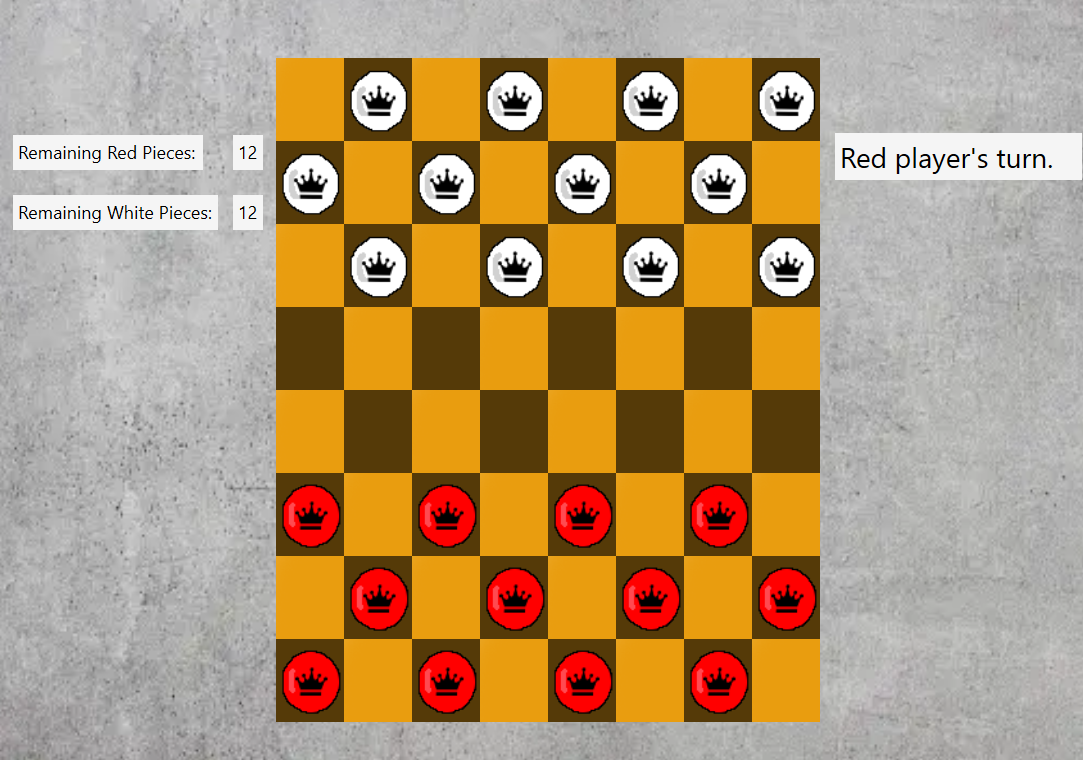 Remaining Red Pieces: 12
Remaining White Pieces: 12
Red player's turn.